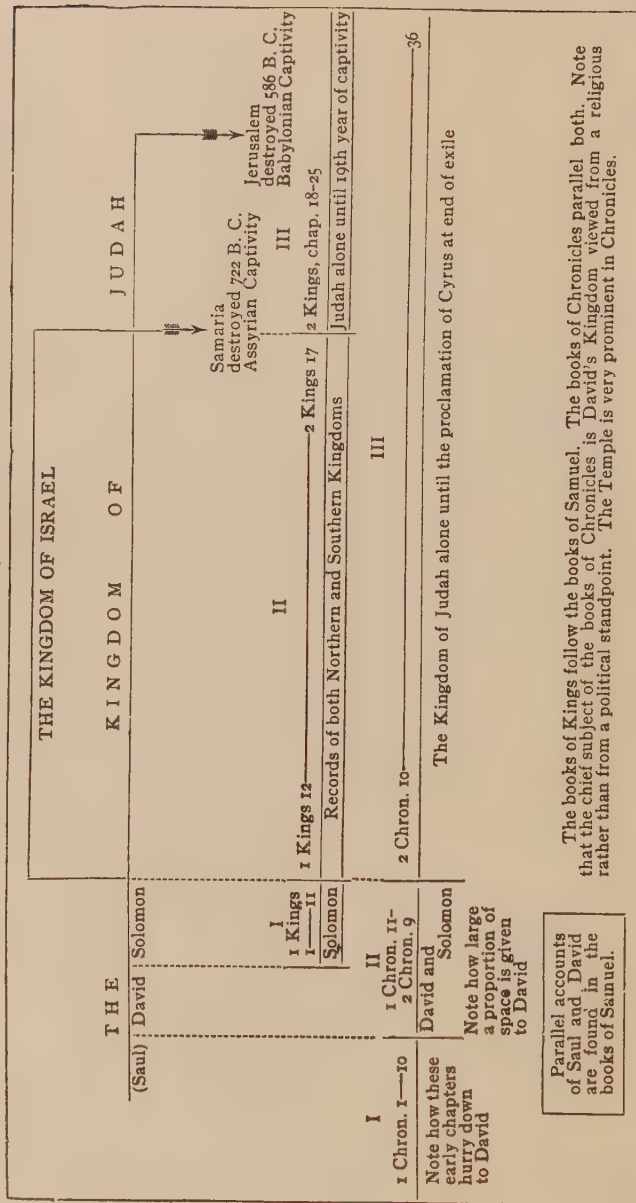 THE KINGDOM OF ISRAEL
THE KINGDOM OF JUDAH
(Saul) David Solomon
Samaria
destroyed 722 B. C.
Assyrian Captivity
Jerusalem
destroyed 586 B. C.
Babylonian Captivity
I
1 Kings
1—11
Solomon
II
1 Kings 12—2 Kings 17
Records of both Northern and Southern Kingdoms
III
2 Kings, chap. 18-25
Judah alone until 19th year of captivity
I
1 Chron. 1—10
Note how these
early chapters
hurry down
to David
II
1 Chron. 11-
2 Chron. 9
David and
Solomon
Note how large
a proportion of
space is given
to David
III
2 Chron. 10—36
The Kingdom of Judah alone until the proclamation of Cyrus at end of exile
Parallel accounts
of Saul and David
are found in the
books of Samuel.
The books of Kings follow the books of Samuel. The books of Chronicles parallel both. Note
that the chief subject of the books of Chronicles is David's Kingdom viewed from a religious
rather than from a political standpoint. The Temple is very prominent in Chronicles.